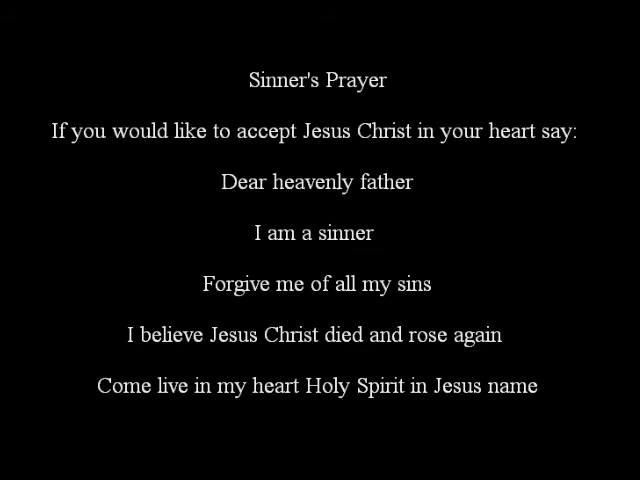 Sinner's Prayer
If you would like to accept Jesus Christ in your heart say:
Dear heavenly father
I am a sinner
Forgive me of all my sins
I believe Jesus Christ died and rose again
Come live in my heart Holy Spirit in Jesus name